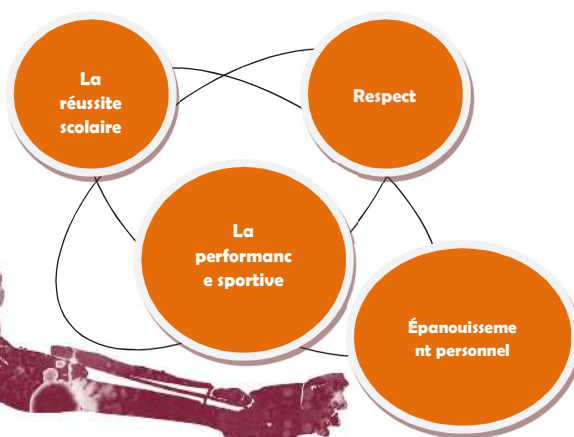 La
réussite
scolaire
Respect
La
performanc
e sportive
Épanouisseme
nt personnel